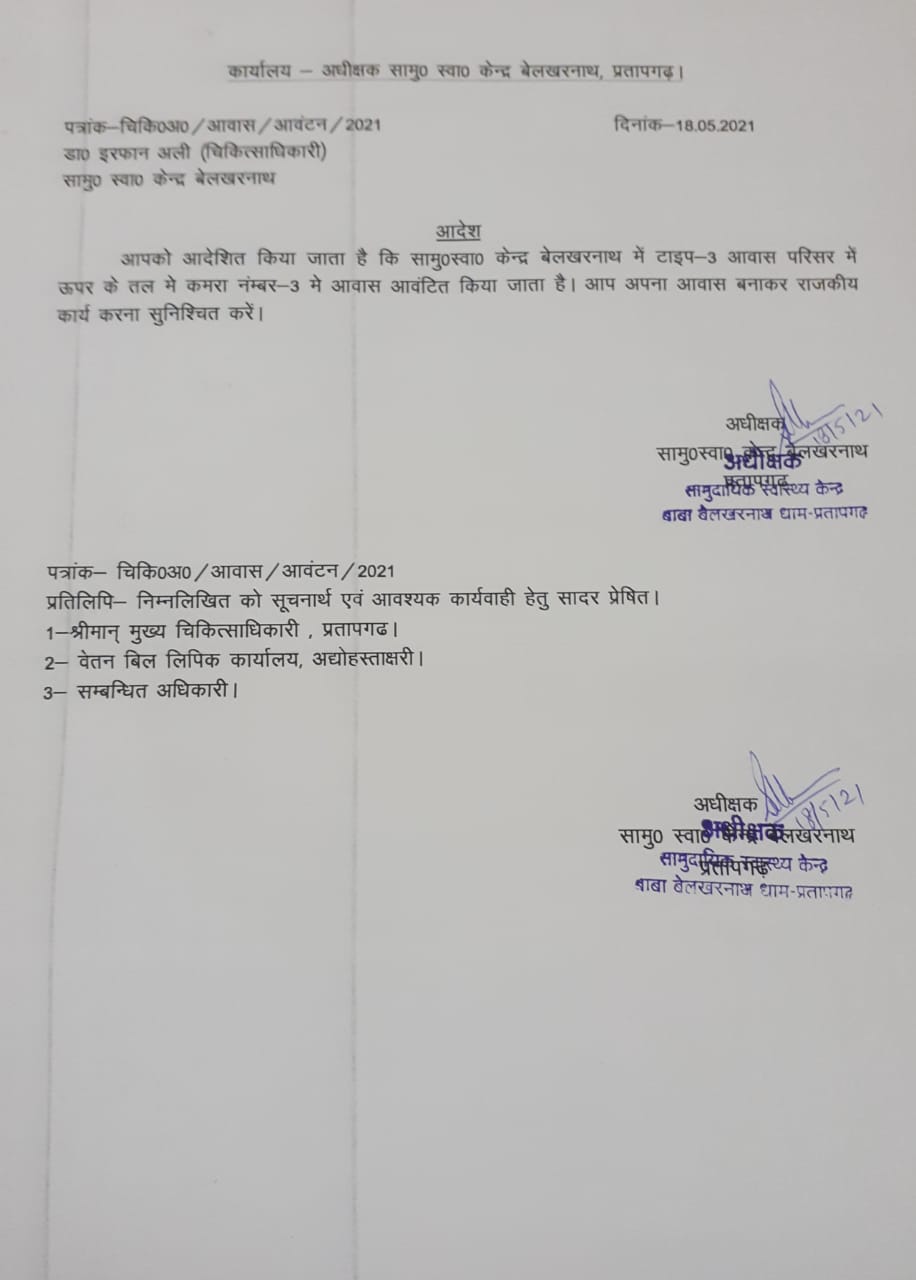 कार्यालय – अधीक्षक सामु0 स्वा0 केन्द्र बेलखरनाथ, प्रतापगढ़।
पत्रांक–चिकि0अ0/आवास/आवंटन/2021 दिनांक–18.05.2021
डा0 इरफान अली (चिकित्साधिकारी)
सामु0 स्वा0 केन्द्र बेलखरनाथ
आदेश
आपको आदेशित किया जाता है कि सामु0स्वा0 केन्द्र बेलखरनाथ में टाइप–3 आवास परिसर में
ऊपर के तल मे कमरा नंम्बर–3 मे आवास आवंटित किया जाता है। आप अपना आवास बनाकर राजकीय
कार्य करना सुनिश्चित करें।
18/5/21
अधीक्षक
सामु0स्वा0 केन्द्र बेलखरनाथ
अधीक्षक
प्रतापगढ़
सामुदायिक स्वास्थ्य केन्द्र
बाबा बेलखरनाथ धाम-प्रतापगढ़
पत्रांक– चिकि0अ0/आवास/आवंटन/2021
प्रतिलिपि– निम्नलिखित को सूचनार्थ एवं आवश्यक कार्यवाही हेतु सादर प्रेषित।
1–श्रीमान् मुख्य चिकित्साधिकारी , प्रतापगढ।
2– वेतन बिल लिपिक कार्यालय, अद्योहस्ताक्षरी।
3– सम्बन्धित अधिकारी।
18/5/21
अधीक्षक
सामु0 स्वा0 केन्द्र बेलखरनाथ
अधीक्षक
प्रतापगढ़
सामुदायिक स्वास्थ्य केन्द्र
बाबा बेलखरनाथ धाम-प्रतापगढ़